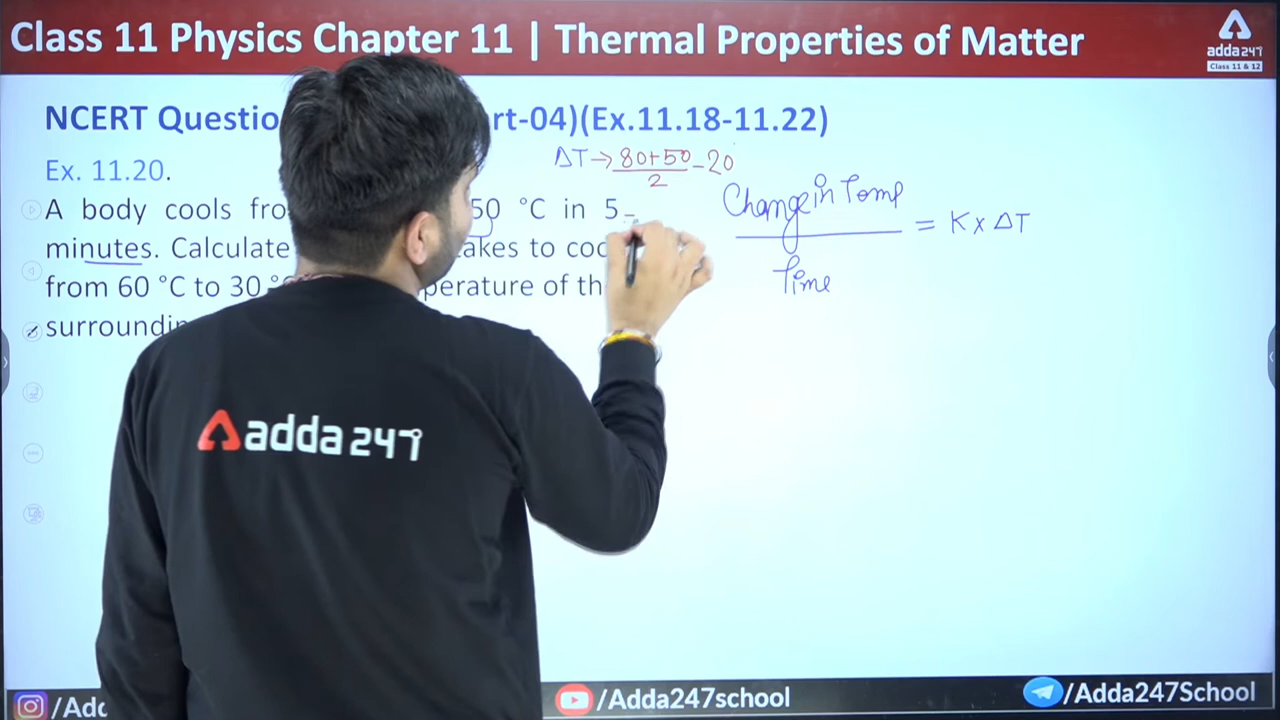 Class 11 Physics Chapter 11 | Thermal Properties of Matter
adda247
Class 11 & 12
NCERT Questio rt-04)(Ex.11.18-11.22)
Ex. 11.20.
ΔT→ 80+50/2 - 20
A body cools fro 50 °C in 5
minutes. Calculate akes to coo
from 60 °C to 30 ° perature of th
surroundin
Change in Temp / Time = K x ΔT
adda247
/Add
/Adda247school
/Adda247School